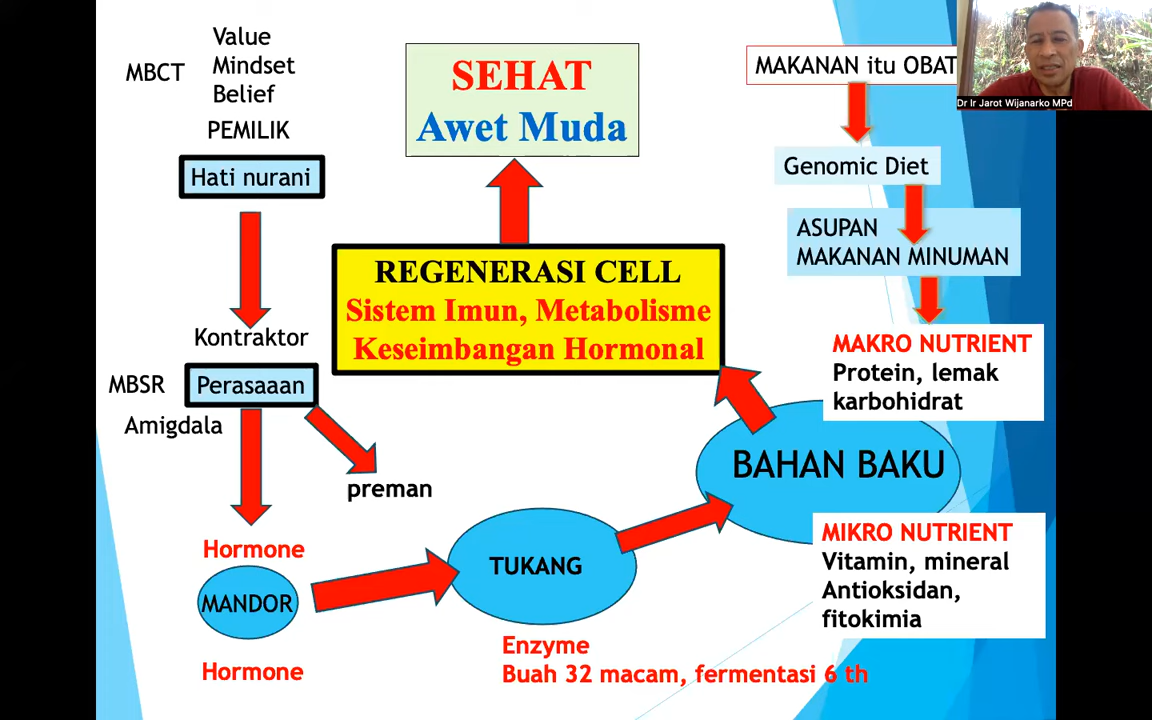 MBCT
Value
Mindset
Belief
PEMILIK
Hati nurani
Kontraktor
MBSR
Perasaaan
Amigdala
preman
Hormone
MANDOR
Hormone
SEHAT
Awet Muda
REGENERASI CELL
Sistem Imun, Metabolisme
Keseimbangan Hormonal
TUKANG
Enzyme
Buah 32 macam, fermentasi 6 th
MAKANAN itu OBAT
Dr Ir Jarot Wijanarko MPd
Genomic Diet
ASUPAN
MAKANAN MINUMAN
MAKRO NUTRIENT
Protein, lemak
karbohidrat
BAHAN BAKU
MIKRO NUTRIENT
Vitamin, mineral
Antioksidan,
fitokimia